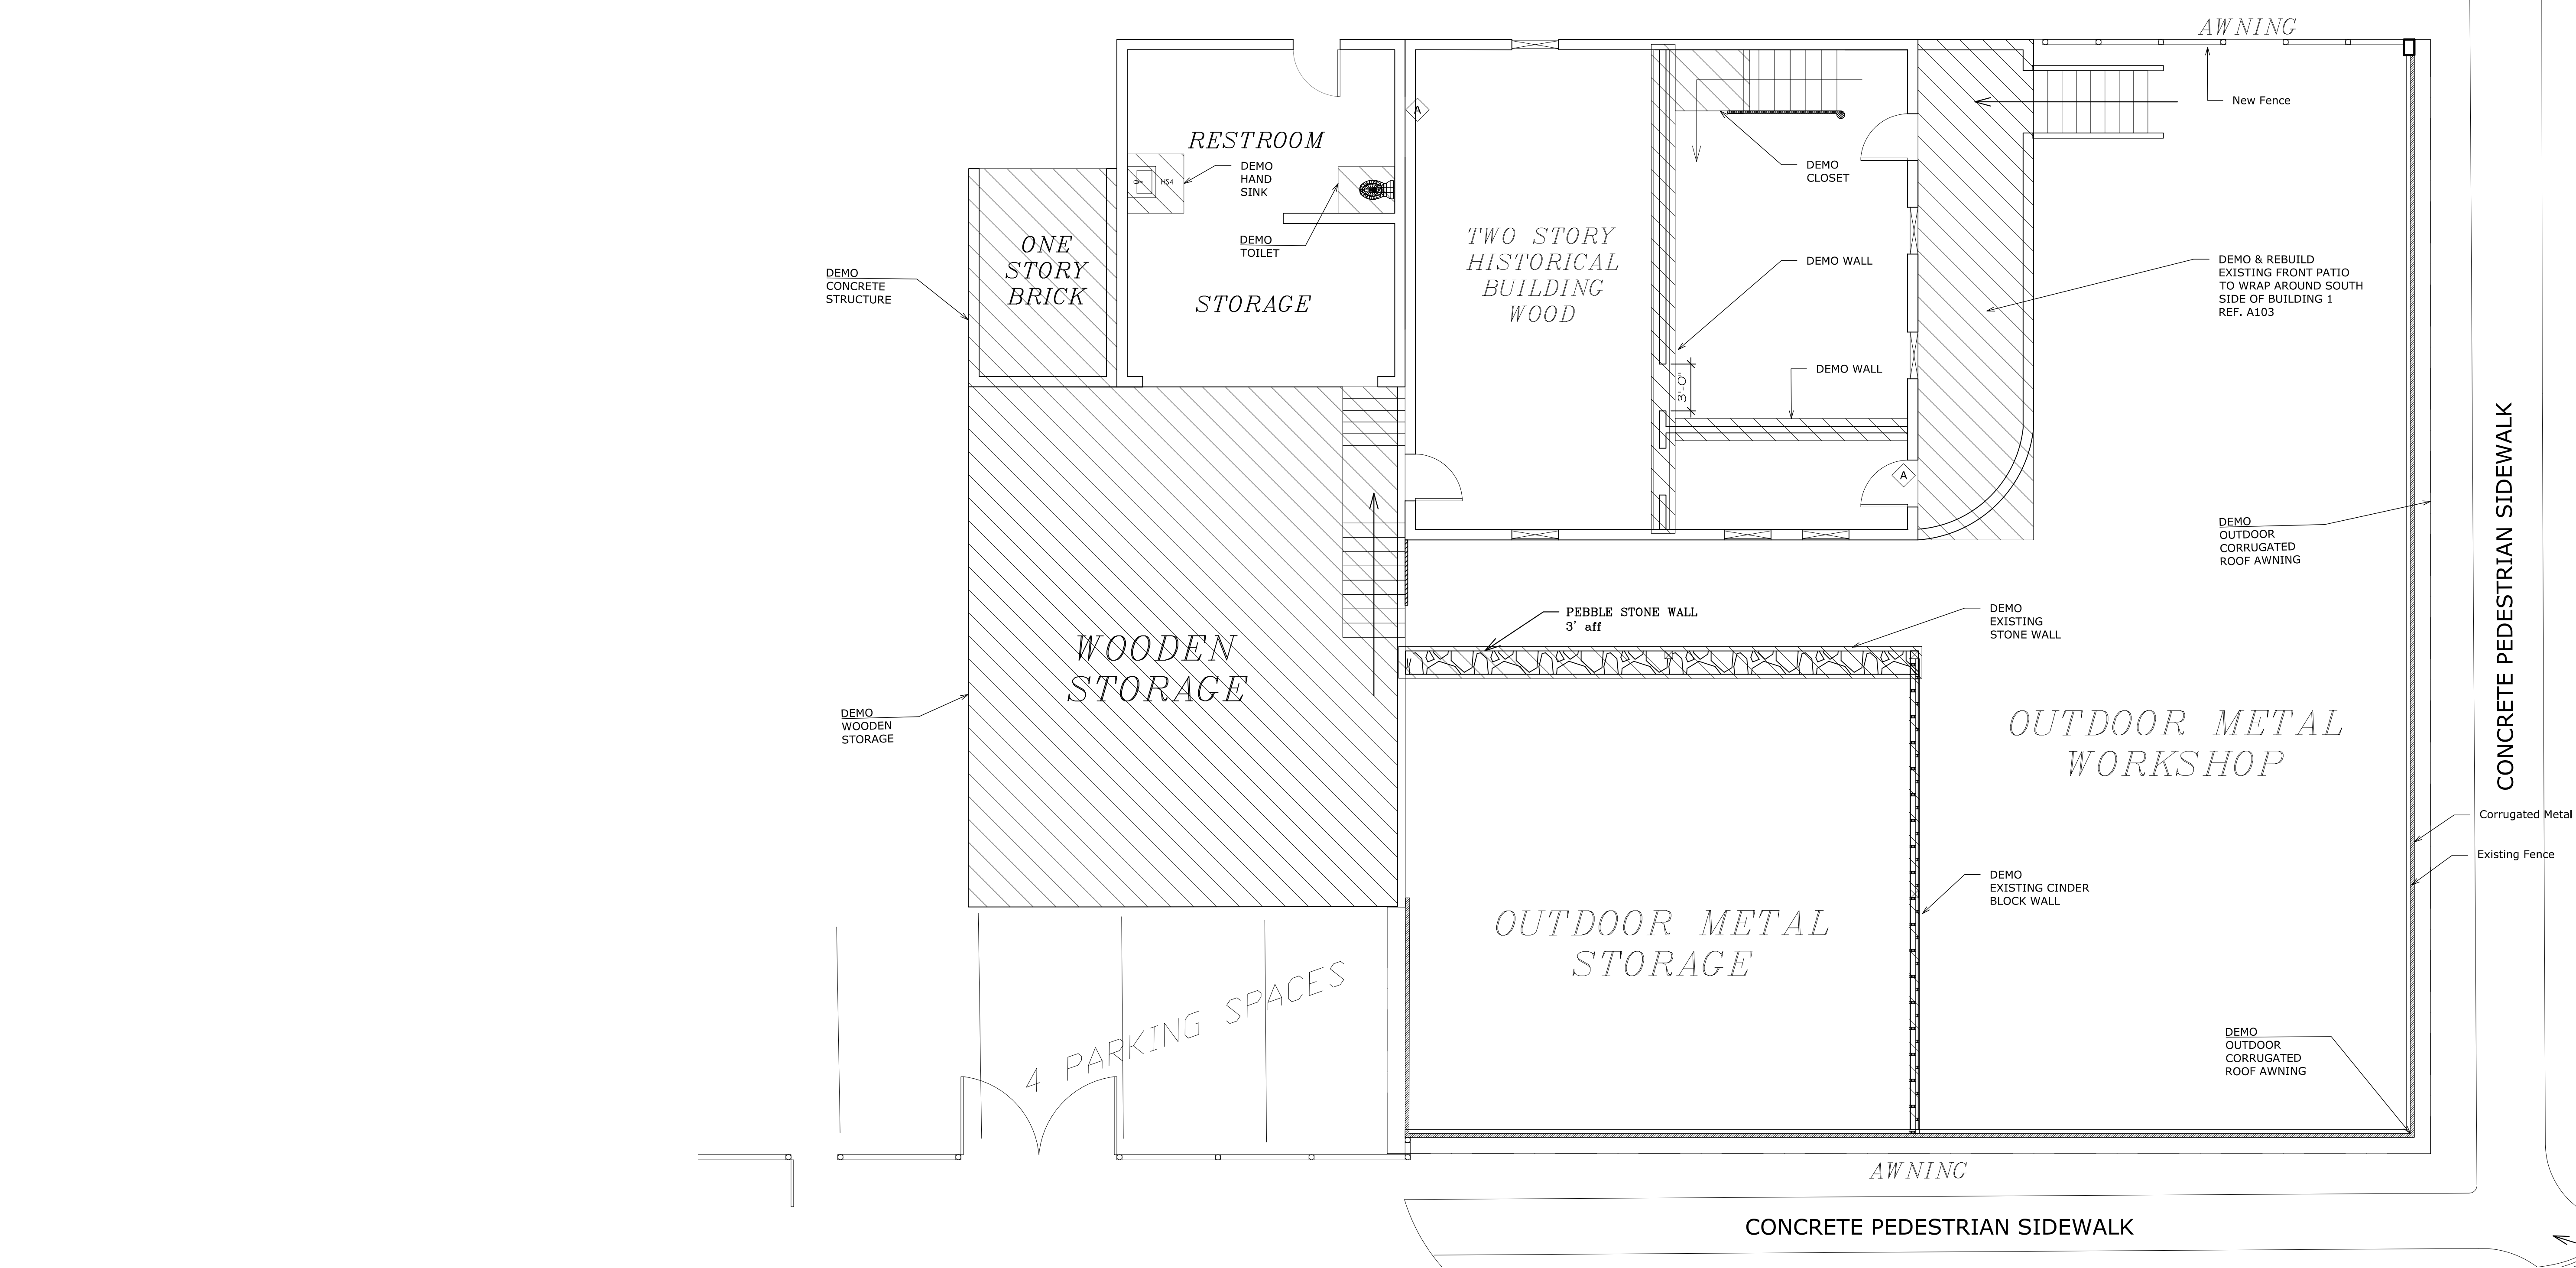 AWNING
New Fence
A
RESTROOM
DEMO
HAND
SINK
HS4
DEMO
CLOSET
ONE
STORY
BRICK
DEMO
TOILET
TWO STORY
HISTORICAL
BUILDING
WOOD
DEMO WALL
DEMO & REBUILD
EXISTING FRONT PATIO
TO WRAP AROUND SOUTH
SIDE OF BUILDING 1
REF. A103
DEMO
CONCRETE
STRUCTURE
STORAGE
3'-0"
DEMO WALL
A
CONCRETE PEDESTRIAN SIDEWALK
DEMO
OUTDOOR
CORRUGATED
ROOF AWNING
PEBBLE STONE WALL
3' aff
DEMO
EXISTING
STONE WALL
WOODEN
STORAGE
DEMO
WOODEN
STORAGE
OUTDOOR METAL
WORKSHOP
Corrugated Metal
Existing Fence
DEMO
EXISTING CINDER
BLOCK WALL
OUTDOOR METAL
STORAGE
4 PARKING SPACES
DEMO
OUTDOOR
CORRUGATED
ROOF AWNING
AWNING
CONCRETE PEDESTRIAN SIDEWALK